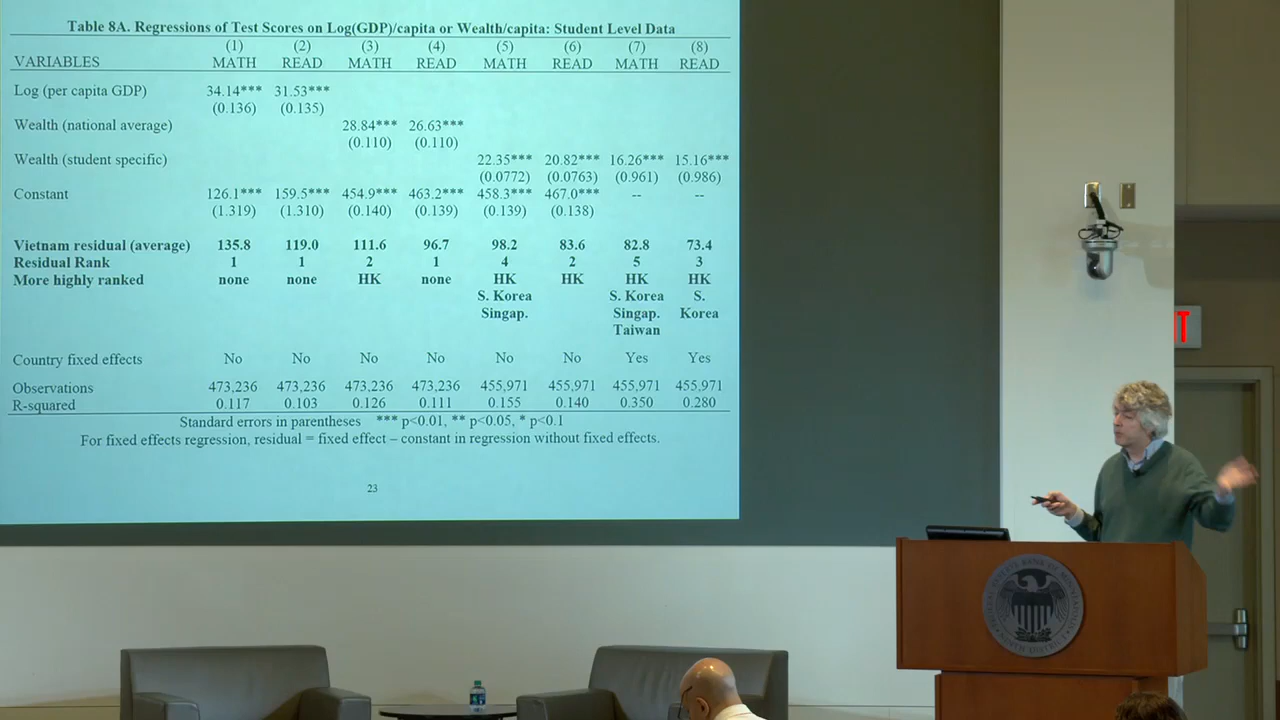 Table 8A. Regressions of Test Scores on Log(GDP)/capita or Wealth/capita: Student Level Data
(1) (2) (3) (4) (5) (6) (7) (8)
VARIABLES MATH READ MATH READ MATH READ MATH READ
Log (per capita GDP) 34.14*** 31.53***
(0.136) (0.135)
Wealth (national average) 28.84*** 26.63***
(0.110) (0.110)
Wealth (student specific) 22.35*** 20.82*** 16.26*** 15.16***
(0.0772) (0.0763) (0.961) (0.986)
Constant 126.1*** 159.5*** 454.9*** 463.2*** 458.3*** 467.0*** -- --
(1.319) (1.310) (0.140) (0.139) (0.139) (0.138)
Vietnam residual (average) 135.8 119.0 111.6 96.7 98.2 83.6 82.8 73.4
Residual Rank 1 1 2 1 4 2 5 3
More highly ranked none none HK none HK HK HK HK
S. Korea S. Korea S.
Singap. Singap. Korea
Taiwan
Country fixed effects No No No No No No Yes Yes
Observations 473,236 473,236 473,236 473,236 455,971 455,971 455,971 455,971
R-squared 0.117 0.103 0.126 0.111 0.155 0.140 0.350 0.280
Standard errors in parentheses *** p<0.01, ** p<0.05, * p<0.1
For fixed effects regression, residual = fixed effect – constant in regression without fixed effects.
23